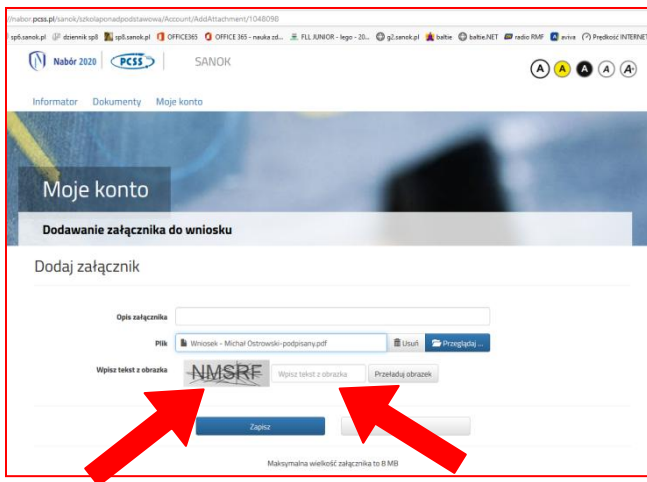 //nabor.pcss.pl/sanok/szkolaponadpodstawowa/Account/AddAttachment/1048098
sp6.sanok.pl dziennik sp8 sp8.sanok.pl OFFICE365 OFFICE 365 - nauka zd... FLL JUNIOR - lego - 20... g2.sanok.pl baltie baltie.NET radio RMF aviva Predkość INTERNET
Nabór 2020 PCSS SANOK A A A A A+
Informator Dokumenty Moje konto
Moje konto
Dodawanie załącznika do wniosku
Dodaj załącznik
Opis załącznika
Plik Wniosek - Michał Ostrowski-podpisany.pdf Usuń Przeglądaj ...
Wpisz tekst z obrazka NMSRF Wpisz tekst z obrazka Przeładuj obrazek
Zapisz
Maksymalna wielkość załącznika to 8 MB